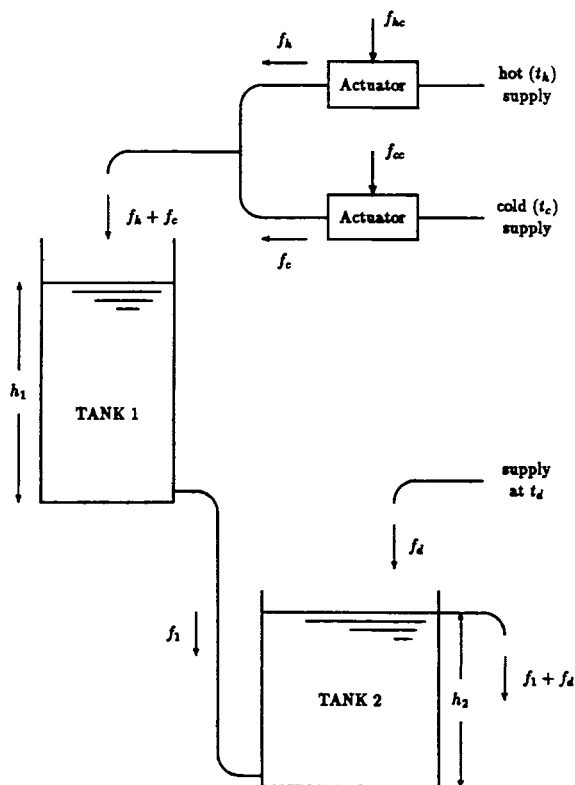 f_hc
f_h
Actuator
hot (t_h)
supply
f_cc
f_h + f_c
Actuator
cold (t_c)
supply
f_c
h_1
TANK 1
supply
at t_d
f_d
f_1
f_1 + f_d
h_2
TANK 2